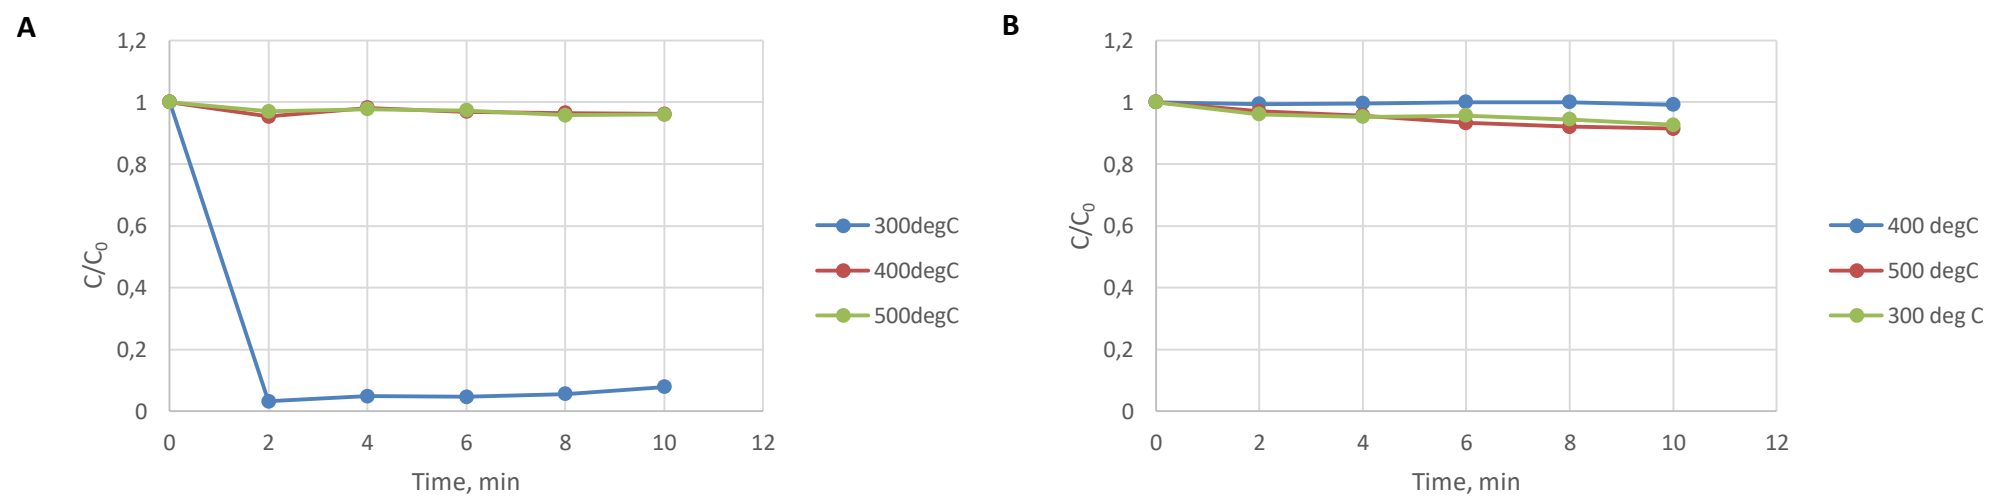 A
1,2
1
0,8
0,6
0,4
0,2
0
0 2 4 6 8 10 12
C/C₀
Time, min
300degC
400degC
500degC
B
1,2
1
0,8
0,6
0,4
0,2
0
0 2 4 6 8 10 12
C/C₀
Time, min
400 degC
500 degC
300 deg C